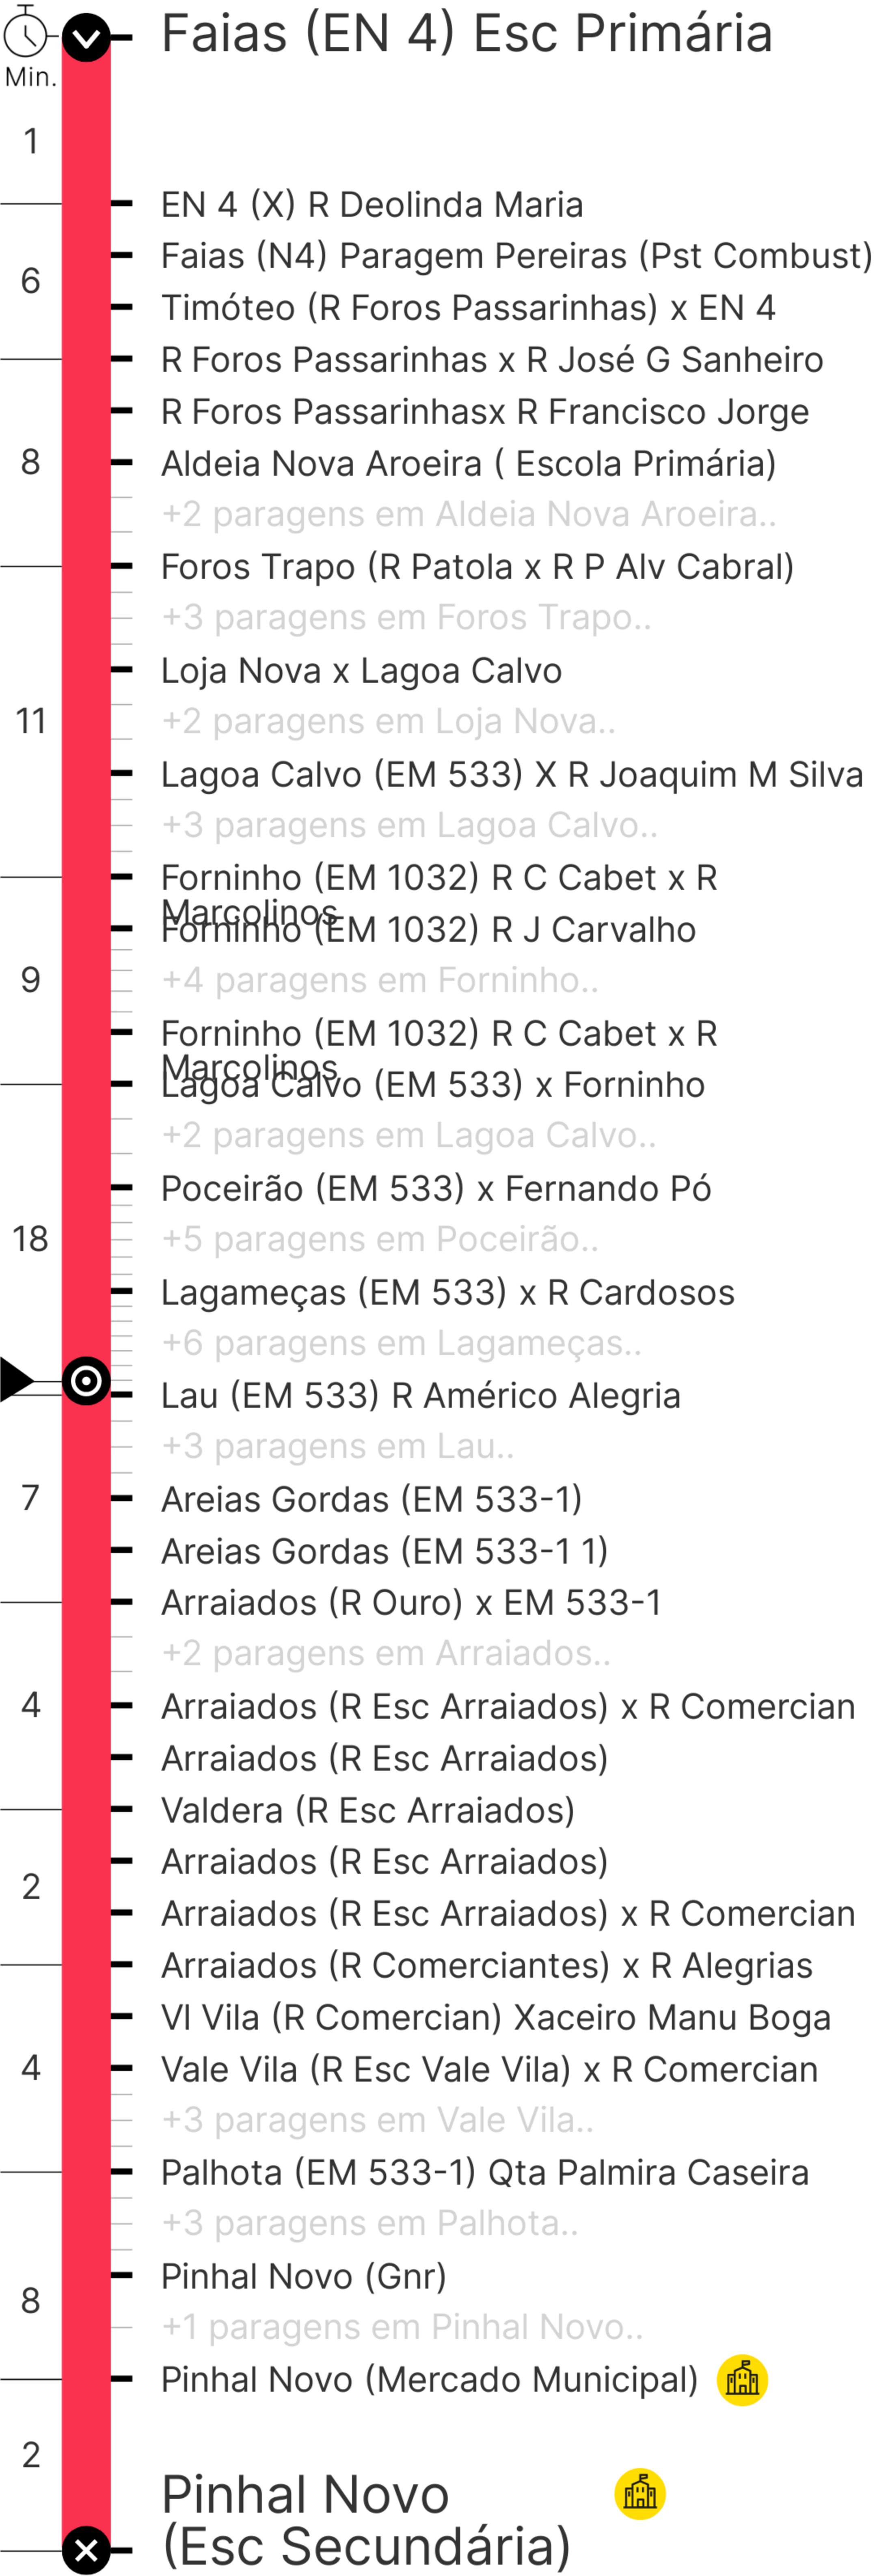 Faias (EN 4) Esc Primária
Min.
1
EN 4 (X) R Deolinda Maria
Faias (N4) Paragem Pereiras (Pst Combust)
6
Timóteo (R Foros Passarinhas) x EN 4
R Foros Passarinhas x R José G Sanheiro
R Foros Passarinhasx R Francisco Jorge
8
Aldeia Nova Aroeira ( Escola Primária)
+2 paragens em Aldeia Nova Aroeira..
Foros Trapo (R Patola x R P Alv Cabral)
+3 paragens em Foros Trapo..
Loja Nova x Lagoa Calvo
11
+2 paragens em Loja Nova..
Lagoa Calvo (EM 533) X R Joaquim M Silva
+3 paragens em Lagoa Calvo..
Forninho (EM 1032) R C Cabet x R
Marcolinos
Forninho (EM 1032) R J Carvalho
9
+4 paragens em Forninho..
Forninho (EM 1032) R C Cabet x R
Marcolinos
Lagoa Calvo (EM 533) x Forninho
+2 paragens em Lagoa Calvo..
Poceirão (EM 533) x Fernando Pó
18
+5 paragens em Poceirão..
Lagameças (EM 533) x R Cardosos
+6 paragens em Lagameças..
Lau (EM 533) R Américo Alegria
+3 paragens em Lau..
7
Areias Gordas (EM 533-1)
Areias Gordas (EM 533-1 1)
Arraiados (R Ouro) x EM 533-1
+2 paragens em Arraiados..
4
Arraiados (R Esc Arraiados) x R Comercian
Arraiados (R Esc Arraiados)
Valdera (R Esc Arraiados)
Arraiados (R Esc Arraiados)
2
Arraiados (R Esc Arraiados) x R Comercian
Arraiados (R Comerciantes) x R Alegrias
Vl Vila (R Comercian) Xaceiro Manu Boga
4
Vale Vila (R Esc Vale Vila) x R Comercian
+3 paragens em Vale Vila..
Palhota (EM 533-1) Qta Palmira Caseira
+3 paragens em Palhota..
Pinhal Novo (Gnr)
8
+1 paragens em Pinhal Novo..
Pinhal Novo (Mercado Municipal)
2
Pinhal Novo
(Esc Secundária)